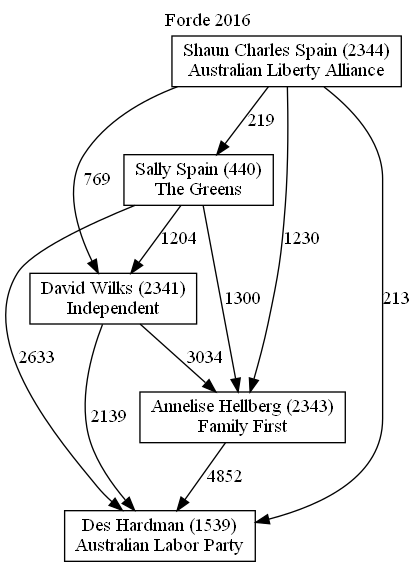 Forde 2016
Shaun Charles Spain (2344)
Australian Liberty Alliance
219
Sally Spain (440)
The Greens
769
1204
1230
1300
David Wilks (2341)
Independent
213
2633
3034
2139
Annelise Hellberg (2343)
Family First
4852
Des Hardman (1539)
Australian Labor Party